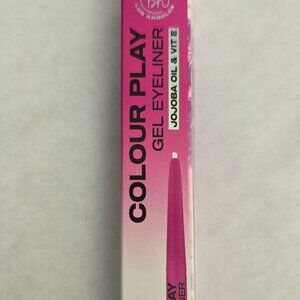 bh
LOS ANGELES
COLOUR PLAY
GEL EYELINER
JOJOBA OIL & VIT E